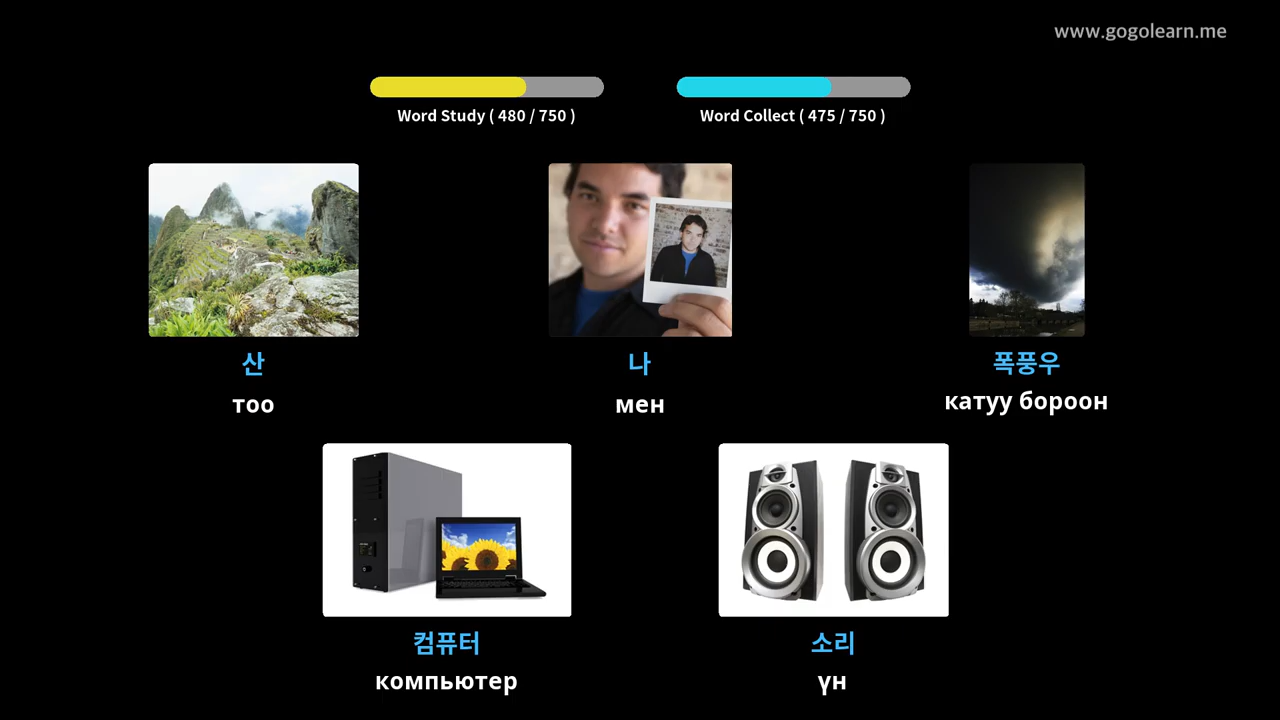 www.gogolearn.me
Word Study ( 480 / 750 )
Word Collect ( 475 / 750 )
산
тоо
나
мен
폭풍우
катуу бороон
컴퓨터
компьютер
소리
үн